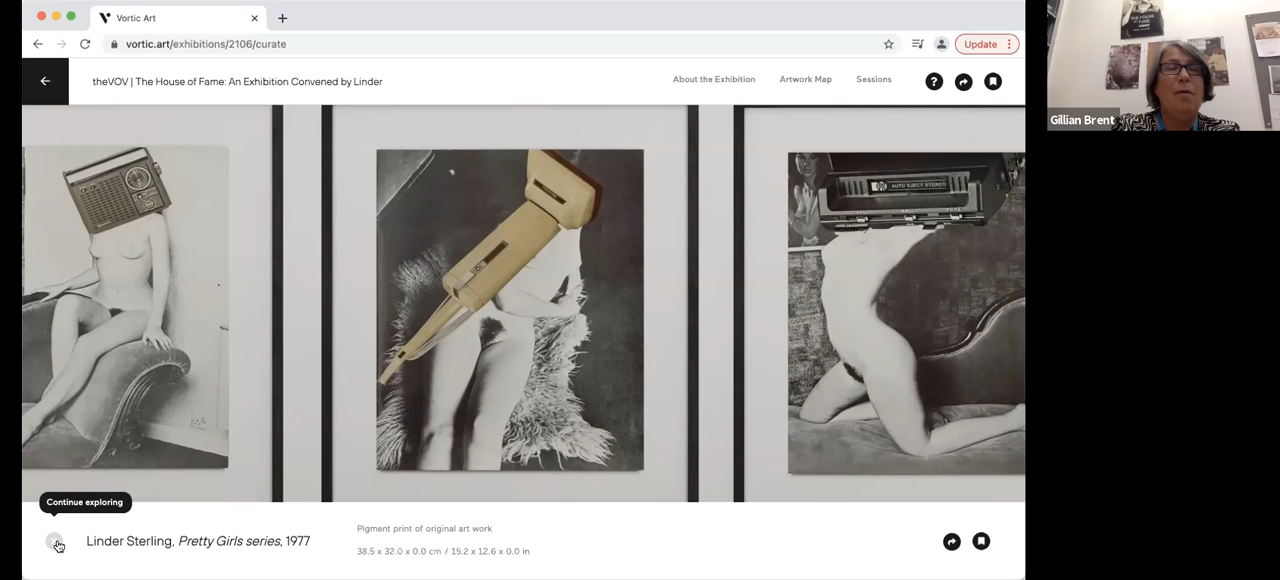 Vortic Art
vortic.art/exhibitions/2106/curate
Update
theVOV | The House of Fame: An Exhibition Convened by Linder
About the Exhibition
Artwork Map
Sessions
?
Gillian Brent
AUTO EJECT STEREO
Continue exploring
Linder Sterling, Pretty Girls series, 1977
Pigment print of original art work
38.5 x 32.0 x 0.0 cm / 15.2 x 12.6 x 0.0 in